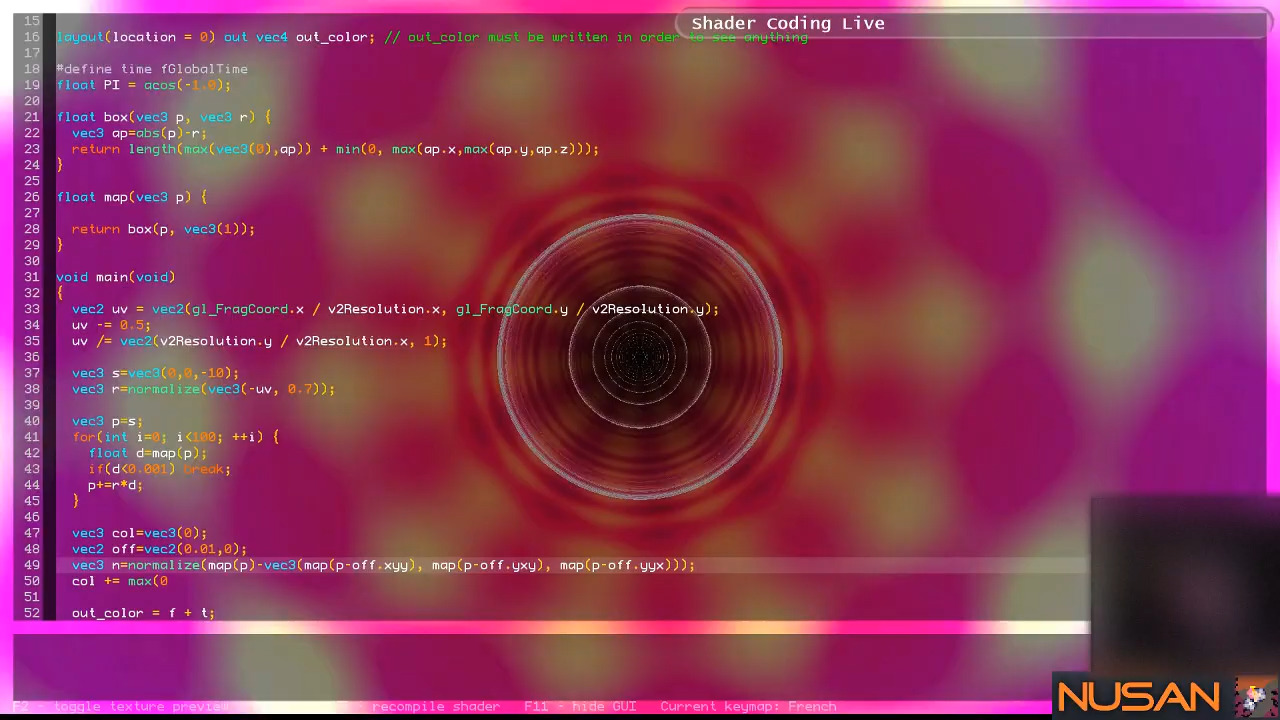 Shader Coding Live
15
16 layout(location = 0) out vec4 out_color; // out_color must be written in order to see anything
17
18 #define time fGlobalTime
19 float PI = acos(-1.0);
20
21 float box(vec3 p, vec3 r) {
22   vec3 ap=abs(p)-r;
23   return length(max(vec3(0),ap)) + min(0, max(ap.x,max(ap.y,ap.z)));
24 }
25
26 float map(vec3 p) {
27
28   return box(p, vec3(1));
29 }
30
31 void main(void)
32 {
33   vec2 uv = vec2(gl_FragCoord.x / v2Resolution.x, gl_FragCoord.y / v2Resolution.y);
34   uv -= 0.5;
35   uv /= vec2(v2Resolution.y / v2Resolution.x, 1);
36
37   vec3 s=vec3(0,0,-10);
38   vec3 r=normalize(vec3(-uv, 0.7));
39
40   vec3 p=s;
41   for(int i=0; i<100; ++i) {
42     float d=map(p);
43     if(d<0.001) break;
44     p+=r*d;
45   }
46
47   vec3 col=vec3(0);
48   vec2 off=vec2(0.01,0);
49   vec3 n=normalize(map(p)-vec3(map(p-off.xyy), map(p-off.yxy), map(p-off.yyx)));
50   col += max(0
51
52   out_color = f + t;
F2 - toggle texture preview recompile shader F11 - hide GUI Current keymap: French
NUSAN